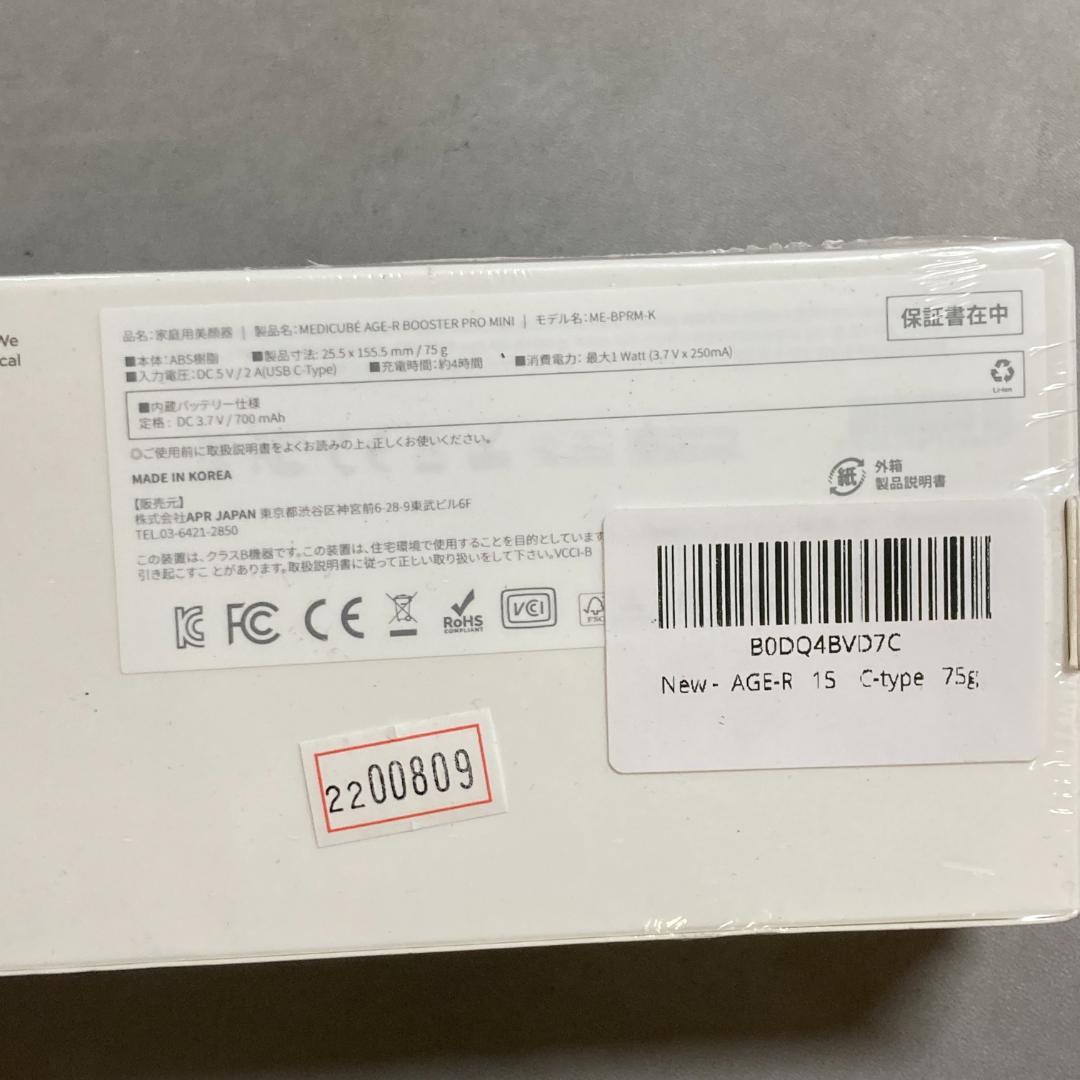 We
cal
品名:家庭用美顔器 | 製品名:MEDICUBE AGE-R BOOSTER PRO MINI | モデル名:ME-BPRM-K
保証書在中
■本体:ABS樹脂 ■製品寸法: 25.5 x 155.5 mm / 75 g ■消費電力: 最大1 Watt (3.7 V x 250mA)
■入力電圧:DC 5 V / 2 A(USB C-Type) ■充電時間:約4時間
■内蔵バッテリー仕様
定格: DC 3.7 V / 700 mAh
Li-ion
◎ご使用前に取扱説明書をよくお読みの上、正しくお使いください。
MADE IN KOREA
紙 外箱
製品説明書
【販売元】
株式会社APR JAPAN 東京都渋谷区神宮前6-28-9東武ビル6F
TEL.03-6421-2850
この装置は、クラスB機器です。この装置は、住宅環境で使用することを目的としています
引き起こすこ とがあります。取扱説明書に従って正しい取り扱いをして下さい。VCCI-B
FC CE RoHS COMPLIANT VCI FSC
B0DQ4BVD7C
New- AGE-R 15 C-type 75g;
2200809